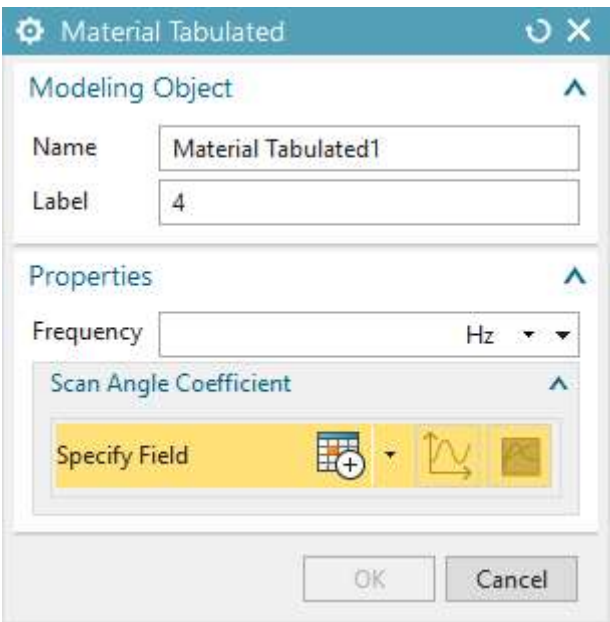 Material Tabulated
Modeling Object
Name Material Tabulated1
Label 4
Properties
Frequency Hz
Scan Angle Coefficient
Specify Field
OK Cancel